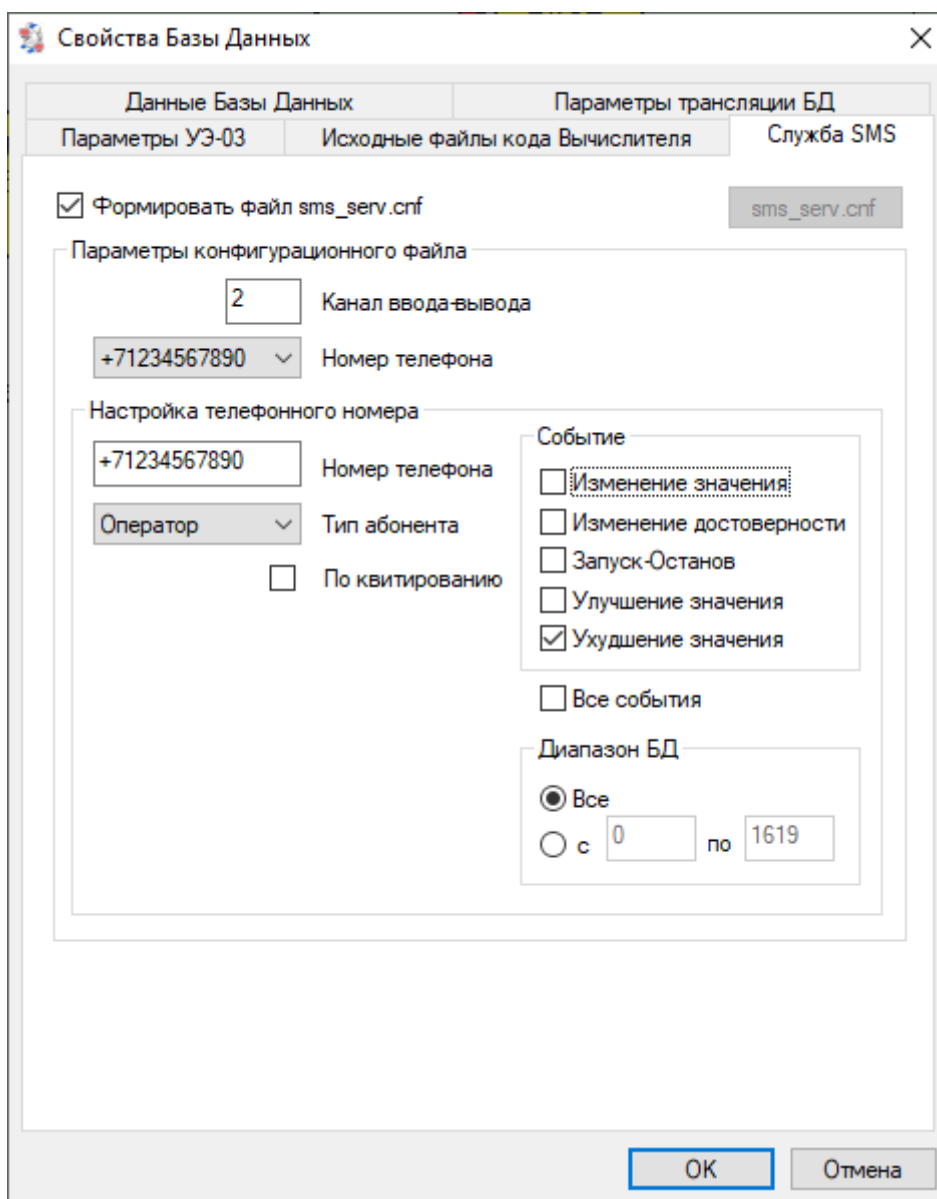 Свойства Базы Данных
Данные Базы Данных Параметры трансляции БД
Параметры УЭ-03 Исходные файлы кода Вычислителя Служба SMS
Формировать файл sms_serv.cnf sms_serv.cnf
Параметры конфигурационного файла
2 Канал ввода-вывода
+71234567890 Номер телефона
Настройка телефонного номера
+71234567890 Номер телефона
Оператор Тип абонента
По квитированию
Событие
Изменение значения
Изменение достоверности
Запуск-Останов
Улучшение значения
Ухудшение значения
Все события
Диапазон БД
Все
с 0 по 1619
OK Отмена